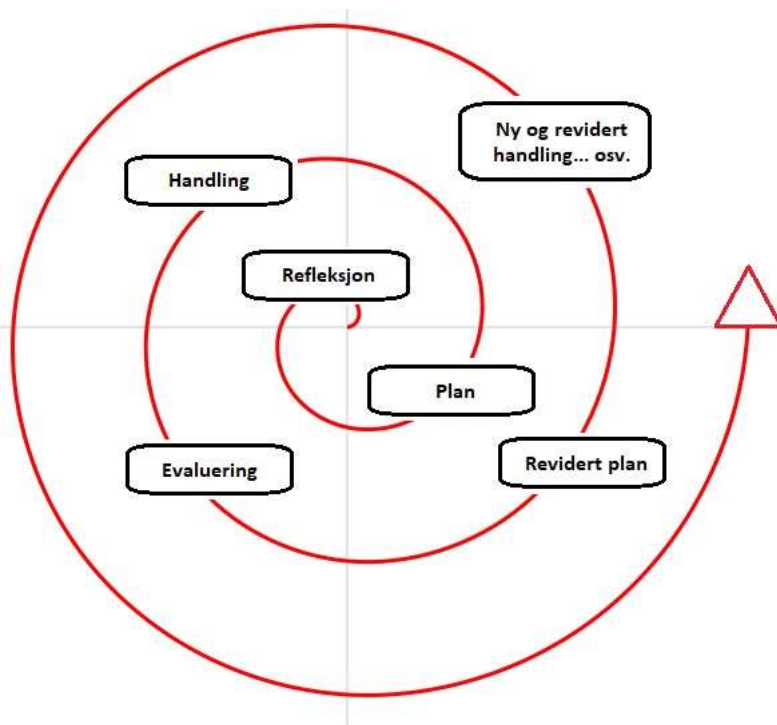 Ny og revidert
handling... osv.
Handling
Refleksjon
Plan
Evaluering
Revidert plan